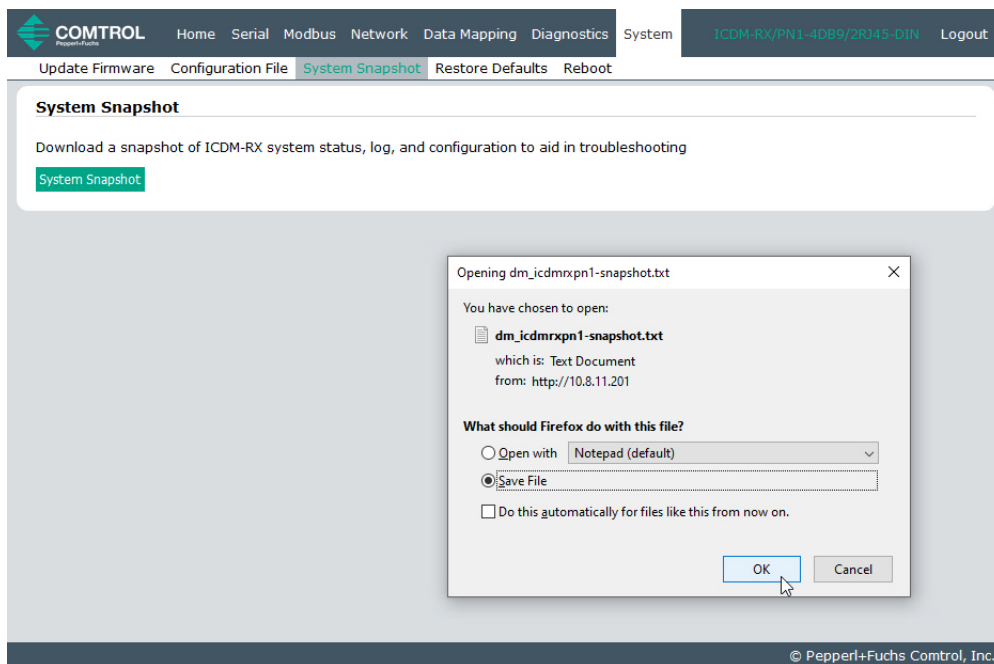 COMTROL Home Serial Modbus Network Data Mapping Diagnostics System ICDM-RX/PN1-4DB9/2RJ45-DIN Logout
Pepperl+Fuchs
Update Firmware Configuration File System Snapshot Restore Defaults Reboot
System Snapshot
Download a snapshot of ICDM-RX system status, log, and configuration to aid in troubleshooting
System Snapshot
Opening dm_icdmrxpn1-snapshot.txt
You have chosen to open:
dm_icdmrxpn1-snapshot.txt
which is: Text Document
from: http://10.8.11.201
What should Firefox do with this file?
Open with Notepad (default)
Save File
Do this automatically for files like this from now on.
OK Cancel
© Pepperl+Fuchs Comtrol, Inc.